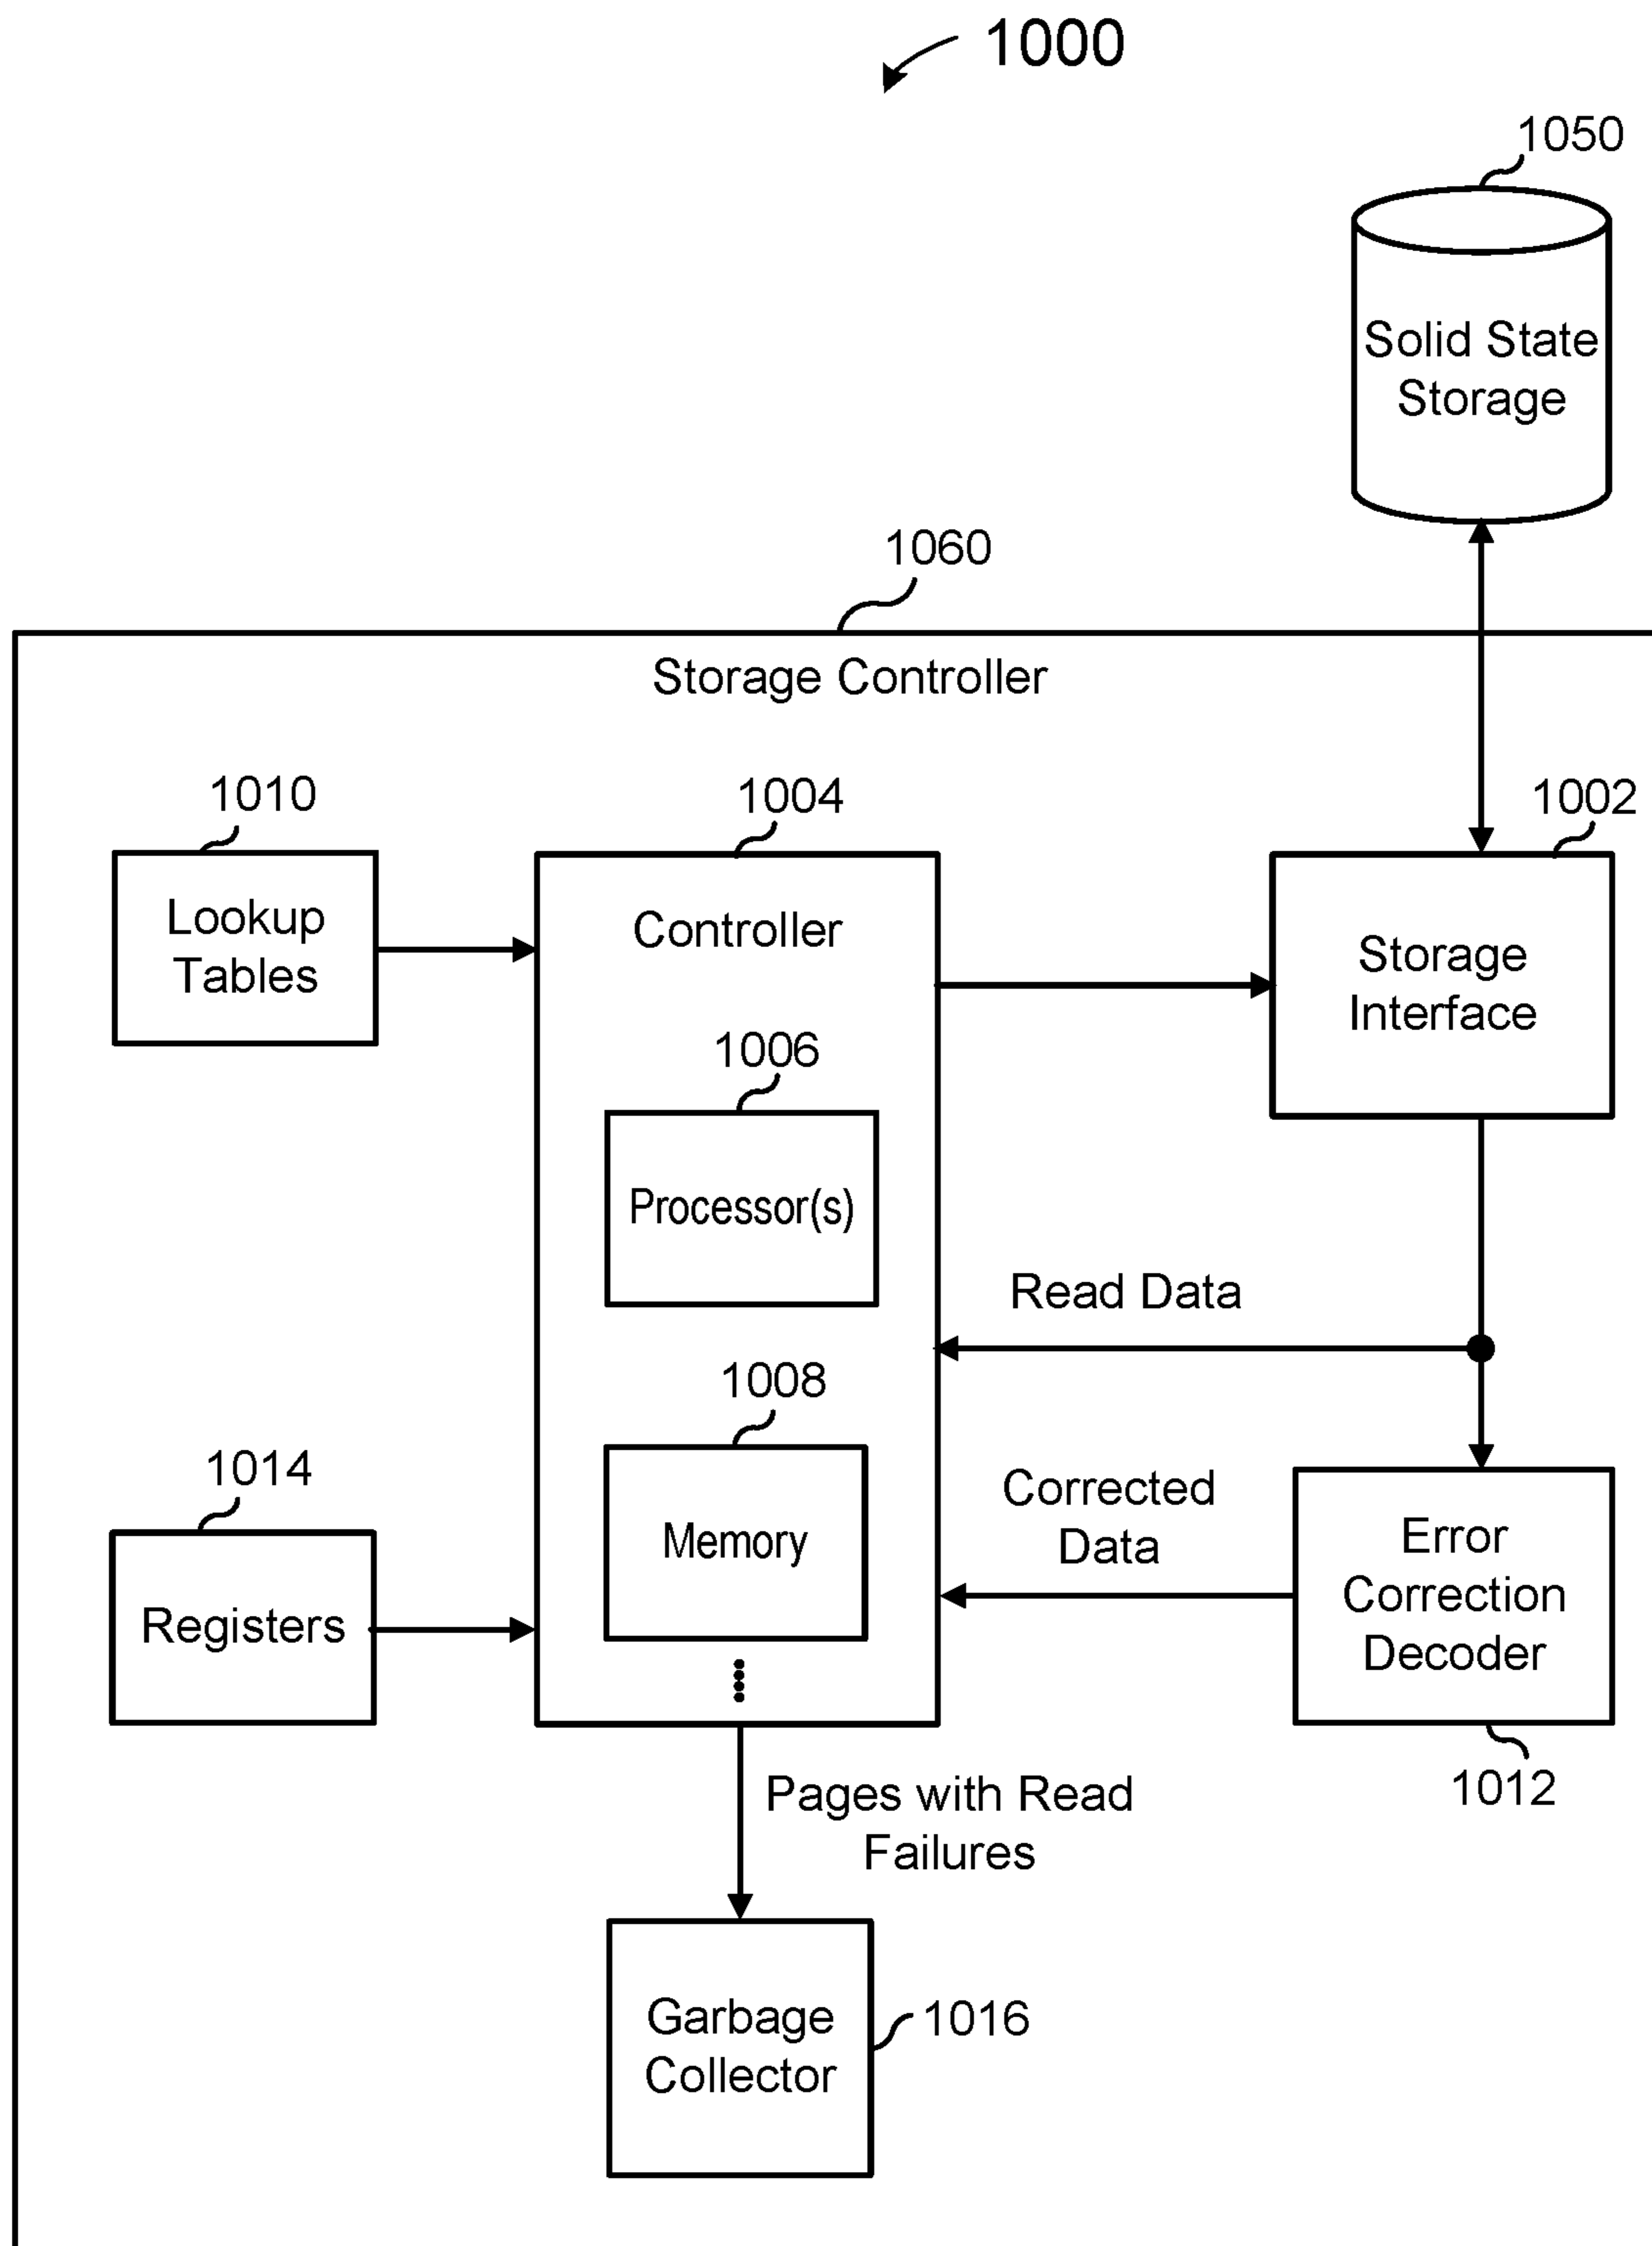 1000
1050
Solid State
Storage
1060
Storage Controller
1010
Lookup
Tables
1004
Controller
1002
Storage
Interface
1006
Processor(s)
Read Data
1008
Memory
1014
Registers
Corrected
Data
Error
Correction
Decoder
1012
Pages with Read
Failures
Garbage
Collector
1016